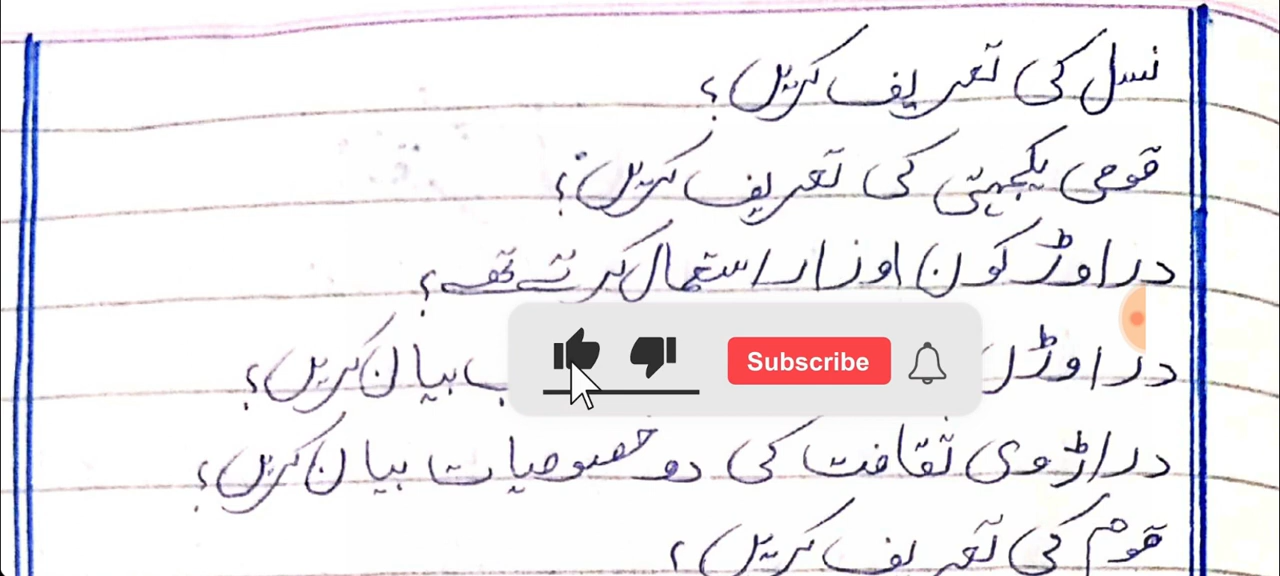 نسل کی تعریف کریں؟
قومی یکجہتی کی تعریف کریں؟
دراوڑ کون اوزار استعمال کرتے تھے؟
دراوڑ بیان کریں؟
Subscribe
دراڑوی ثقافت کی دو خصوصیات بیان کریں؟
قوم کی تعریف کریں؟